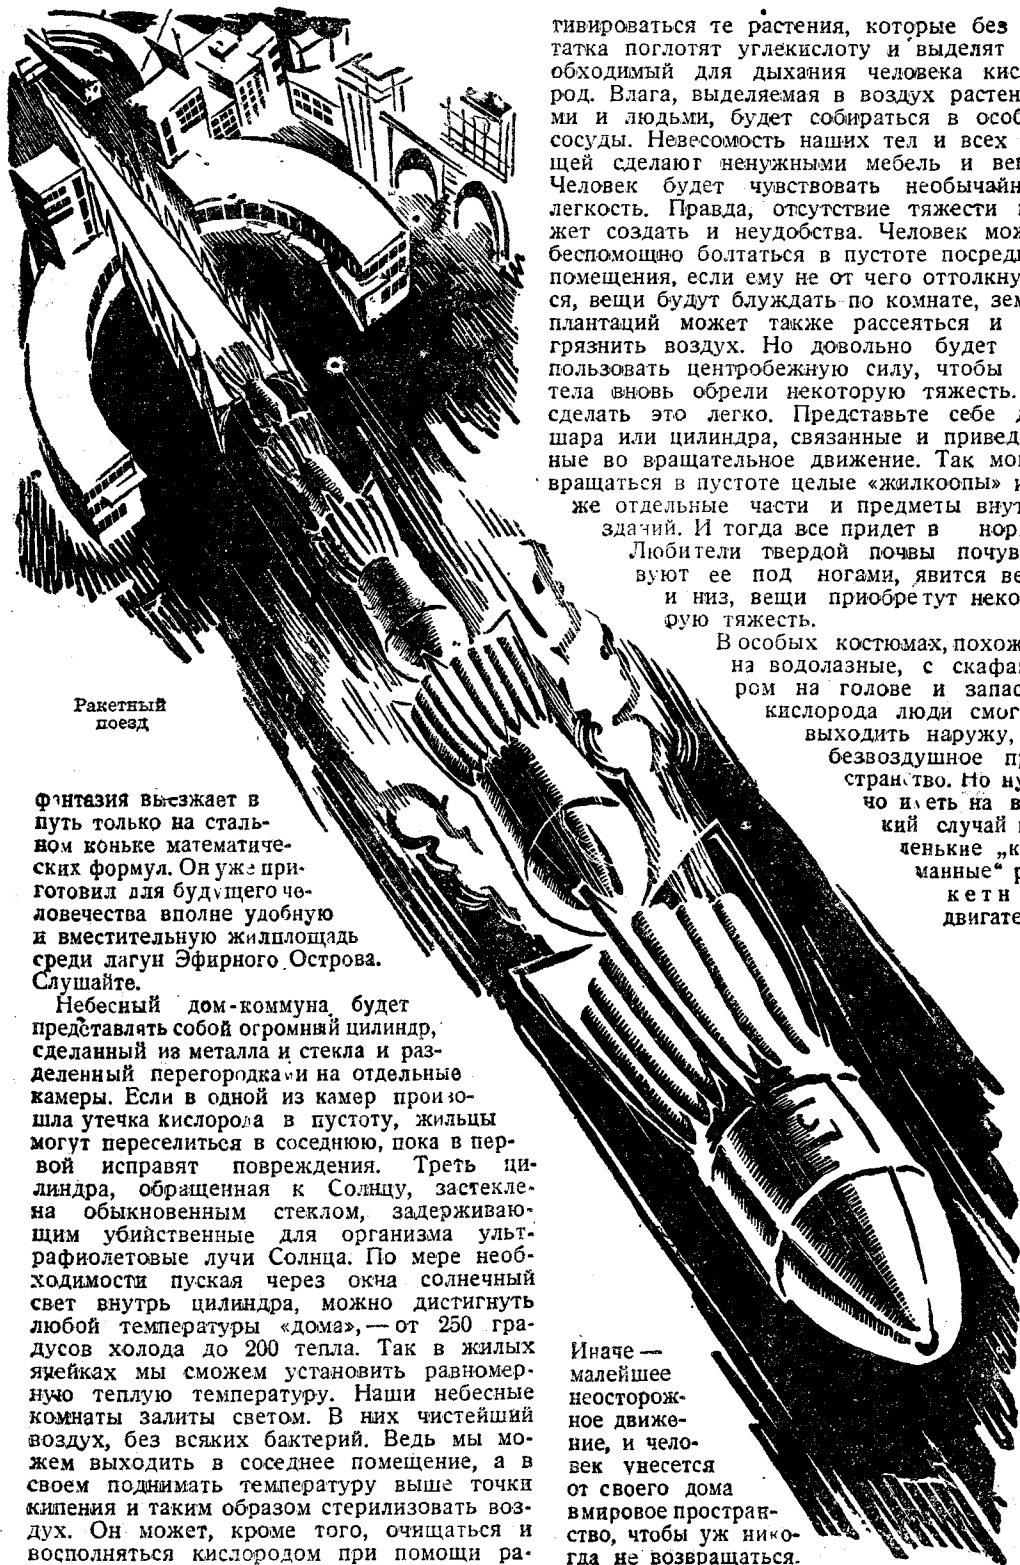 Ракетный
поезд
фантазия выезжает в
путь только на сталь-
ном коньке математиче-
ских формул. Он уже при-
готовил для будущего че-
ловечества вполне удобную
и вместительную жилплощадь
среди лагун Эфирного Острова.
Слушайте.
Небесный дом-коммуна будет
представлять собой огромный цилиндр,
сделанный из металла и стекла и раз-
деленный перегородками на отдельные
камеры. Если в одной из камер произо-
шла утечка кислорода в пустоту, жильцы
могут переселиться в соседнюю, пока в пер-
вой исправят повреждения. Треть ци-
линдра, обращенная к Солнцу, застекле-
на обыкновенным стеклом, задерживаю-
щим убийственные для организма ульт-
рафиолетовые лучи Солнца. По мере необ-
ходимости пуская через окна солнечный
свет внутрь цилиндра, можно дистигнуть
любой температуры «дома», — от 250 гра-
дусов холода до 200 тепла. Так в жилых
ячейках мы сможем установить равномер-
ную теплую температуру. Наши небесные
комнаты залиты светом. В них чистейший
воздух, без всяких бактерий. Ведь мы мо-
жем выходить в соседнее помещение, а в
своем поднимать температуру выше точки
кипения и таким образом стерилизовать воз-
дух. Он может, кроме того, очищаться и
восполняться кислородом при помощи ра-
тивироваться те растения, которые без
татка поглотят углекислоту и выделят
обходимый для дыхания человека кис
род. Влага, выделяемая в воздух растен
ми и людьми, будет собираться в особ
сосуды. Невесомость наших тел и всех
щей сделают ненужными мебель и ве
Человек будет чувствовать необычайн
легкость. Правда, отсутствие тяжести
жет создать и неудобства. Человек мож
беспомощно болтаться в пустоте посред
помещения, если ему не от чего оттолкну
ся, вещи будут блуждать по комнате, зем
плантаций может также рассеяться и
грязнить воздух. Но довольно будет
пользовать центробежную силу, чтобы
тела вновь обрели некоторую тяжесть.
сделать это легко. Представьте себе д
шара или цилиндра, связанные и привед
ные во вращательное движение. Так мо
вращаться в пустоте целые «жилкоопы» и
же отдельные части и предметы внут
зданий. И тогда все придет в нор
Любители твердой почвы почув
вуют ее под ногами, явится ве
и низ, вещи приобретут неко
рую тяжесть.
В особых костюмах, похож
на водолазные, с скафа
ром на голове и запас
кислорода люди смог
выходить наружу,
безвоздушное п
странство. Но ну
но иметь на в
кий случай
ленькие „к
манные“ р
кетн
двигате
Иначе —
малейшее
неосторож-
ное движе-
ние, и чело-
век унесется
от своего дома
вмировое простран-
ство, чтобы уж нико-
гда не возвращаться.